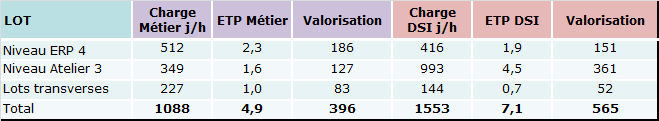 LOT Charge Métier j/h ETP Métier Valorisation Charge DSI j/h ETP DSI Valorisation
Niveau ERP 4 512 2,3 186 416 1,9 151
Niveau Atelier 3 349 1,6 127 993 4,5 361
Lots transverses 227 1,0 83 144 0,7 52
Total 1088 4,9 396 1553 7,1 565